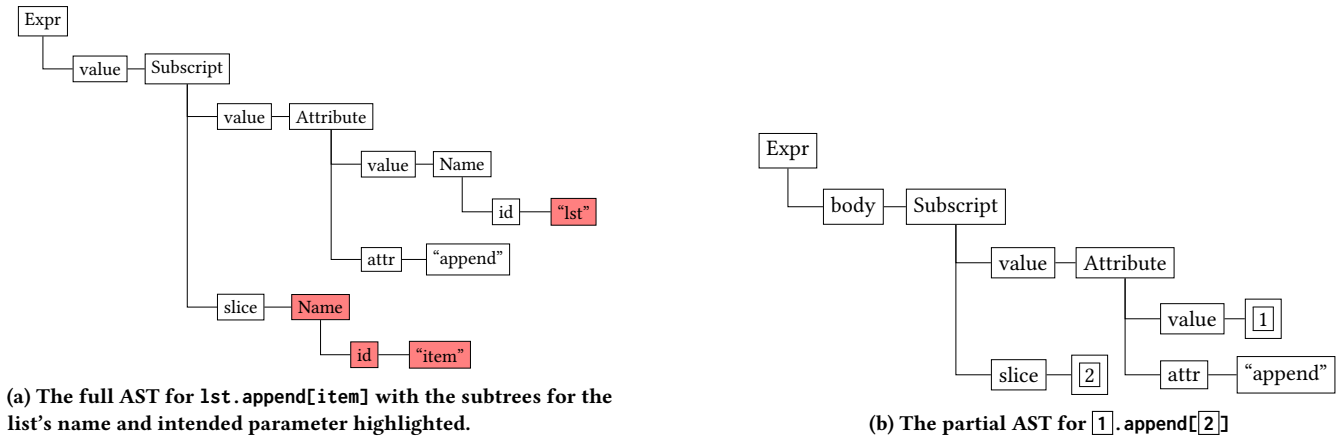 Expr
value Subscript
value Attribute
value Name
id “lst”
attr “append”
slice Name
id “item”
(a) The full AST for lst.append[item] with the subtrees for the
list’s name and intended parameter highlighted.
Expr
body Subscript
value Attribute
value 1
slice 2 attr “append”
(b) The partial AST for 1.append[2]